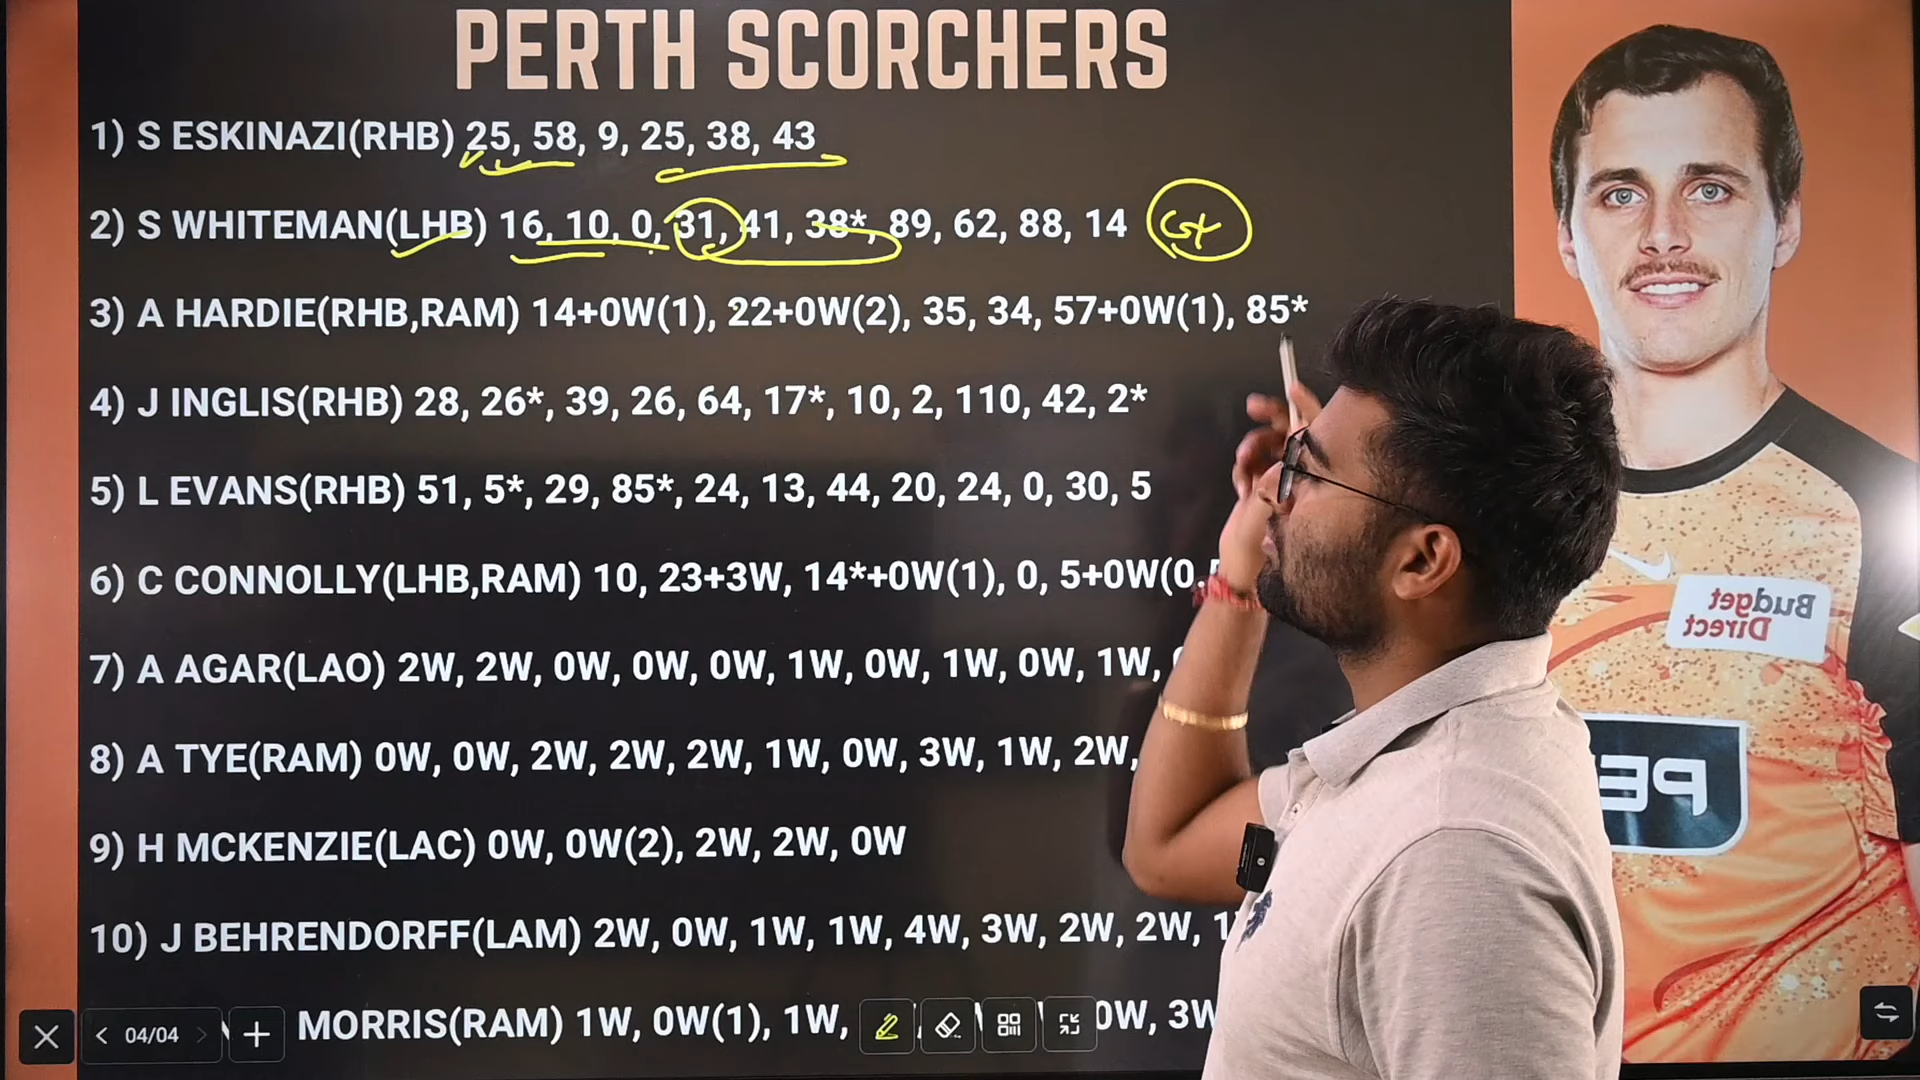 PERTH SCORCHERS
1) S ESKINAZI(RHB) 25, 58, 9, 25, 38, 43
2) S WHITEMAN(LHB) 16, 10, 0, 31, 41, 38*, 89, 62, 88, 14
3) A HARDIE(RHB,RAM) 14+0W(1), 22+0W(2), 35, 34, 57+0W(1), 85*
4) J INGLIS(RHB) 28, 26*, 39, 26, 64, 17*, 10, 2, 110, 42, 2*
5) L EVANS(RHB) 51, 5*, 29, 85*, 24, 13, 44, 20, 24, 0, 30, 5
6) C CONNOLLY(LHB,RAM) 10, 23+3W, 14*+0W(1), 0, 5+0W(0.
7) A AGAR(LAO) 2W, 2W, 0W, 0W, 0W, 1W, 0W, 1W, 0W, 1W,
8) A TYE(RAM) 0W, 0W, 2W, 2W, 2W, 1W, 0W, 3W, 1W, 2W,
9) H MCKENZIE(LAC) 0W, 0W(2), 2W, 2W, 0W
10) J BEHRENDORFF(LAM) 2W, 0W, 1W, 1W, 4W, 3W, 2W, 2W,
MORRIS(RAM) 1W, 0W(1), 1W, 0W, 3W
04/04
Budget
Direct